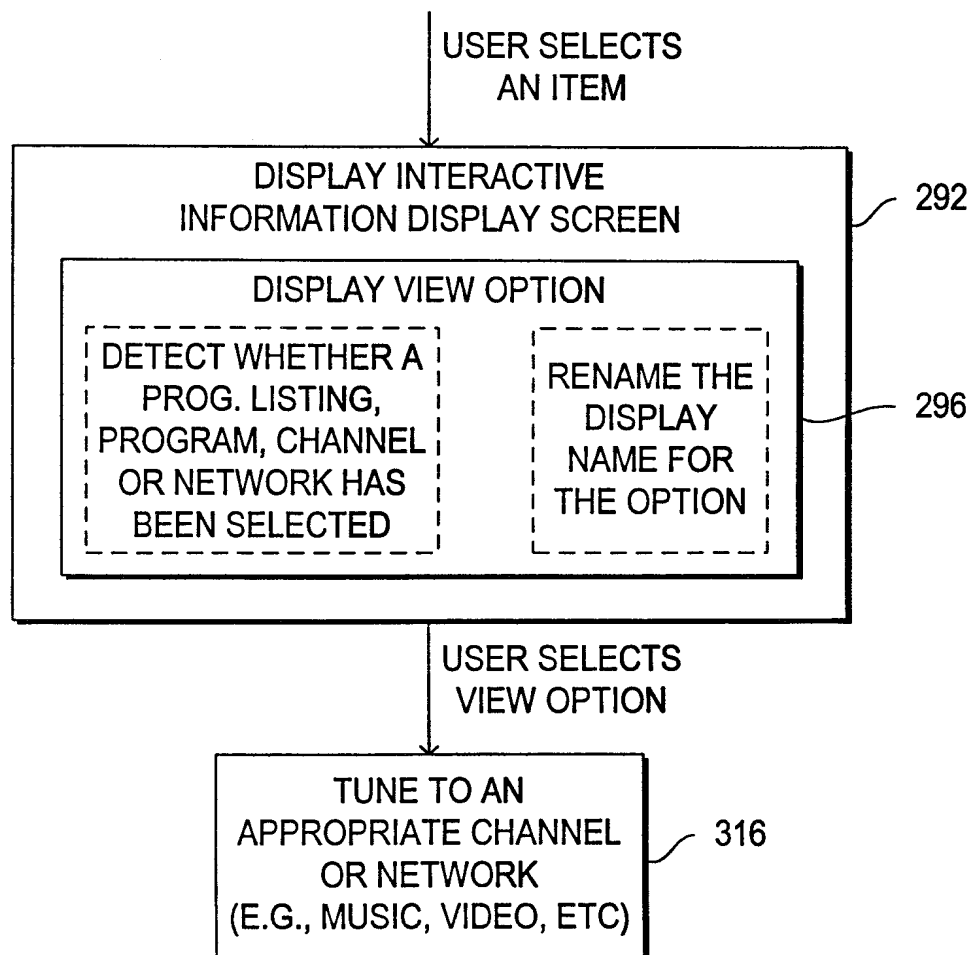 USER SELECTS
AN ITEM
DISPLAY INTERACTIVE
INFORMATION DISPLAY SCREEN
292
DISPLAY VIEW OPTION
DETECT WHETHER A
PROG. LISTING,
PROGRAM, CHANNEL
OR NETWORK HAS
BEEN SELECTED
RENAME THE
DISPLAY
NAME FOR
THE OPTION
296
USER SELECTS
VIEW OPTION
TUNE TO AN
APPROPRIATE CHANNEL
OR NETWORK
(E.G., MUSIC, VIDEO, ETC)
316